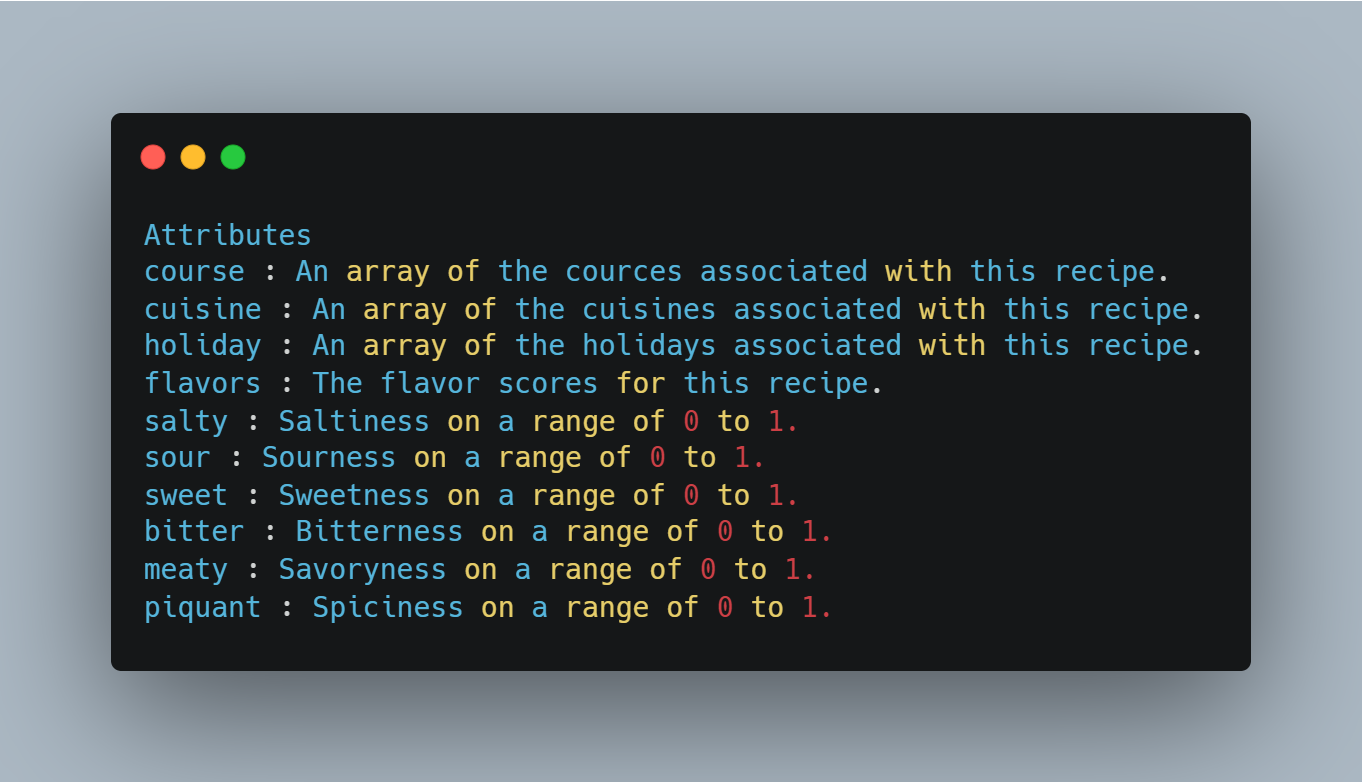 Attributes
course : An array of the cources associated with this recipe.
cuisine : An array of the cuisines associated with this recipe.
holiday : An array of the holidays associated with this recipe.
flavors : The flavor scores for this recipe.
salty : Saltiness on a range of 0 to 1.
sour : Sourness on a range of 0 to 1.
sweet : Sweetness on a range of 0 to 1.
bitter : Bitterness on a range of 0 to 1.
meaty : Savoryness on a range of 0 to 1.
piquant : Spiciness on a range of 0 to 1.